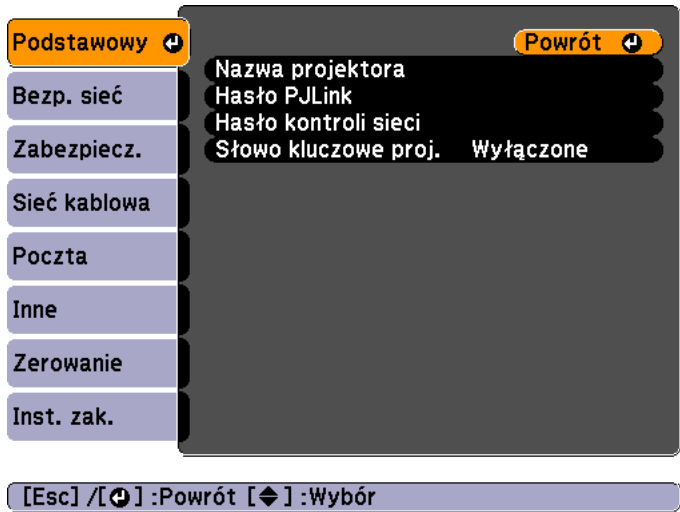 Podstawowy
Powrót
Nazwa projektora
Hasło PJLink
Hasło kontroli sieci
Słowo kluczowe proj. Wyłączone
Bezp. sieć
Zabezpiecz.
Sieć kablowa
Poczta
Inne
Zerowanie
Inst. zak.
[Esc] /[⏎] :Powrót [◆] :Wybór